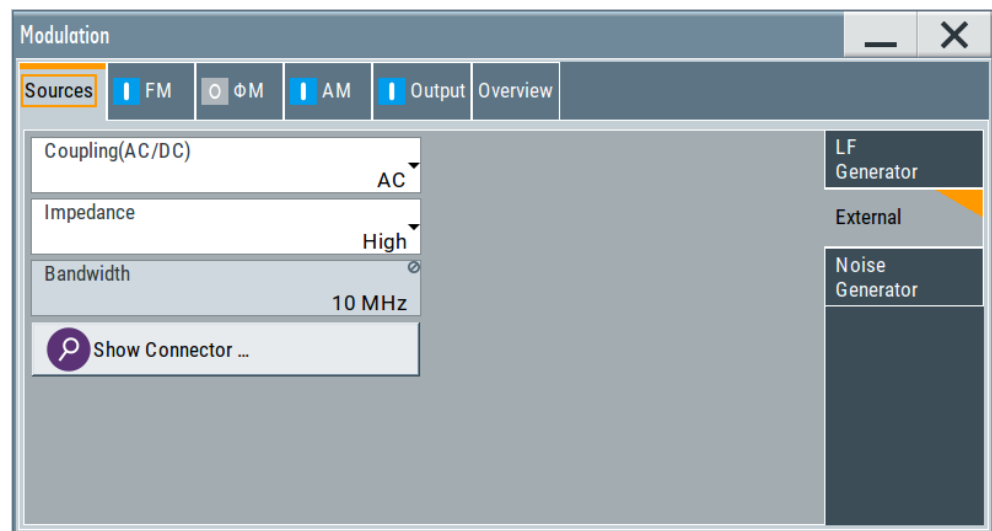 Modulation
Sources
I FM
O ΦM
I AM
I Output
Overview
Coupling(AC/DC)
AC
Impedance
High
Bandwidth
10 MHz
Show Connector ...
LF
Generator
External
Noise
Generator